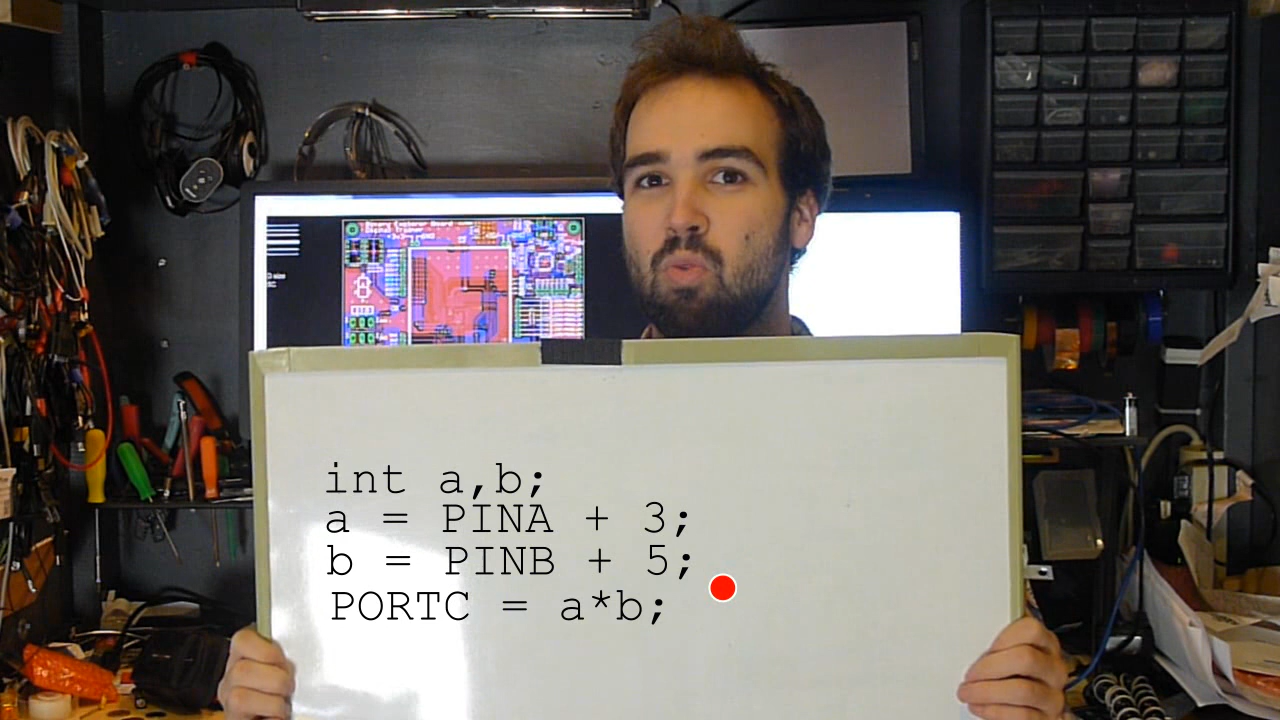 int a,b;
a = PINA + 3;
b = PINB + 5;
PORTC = a*b;